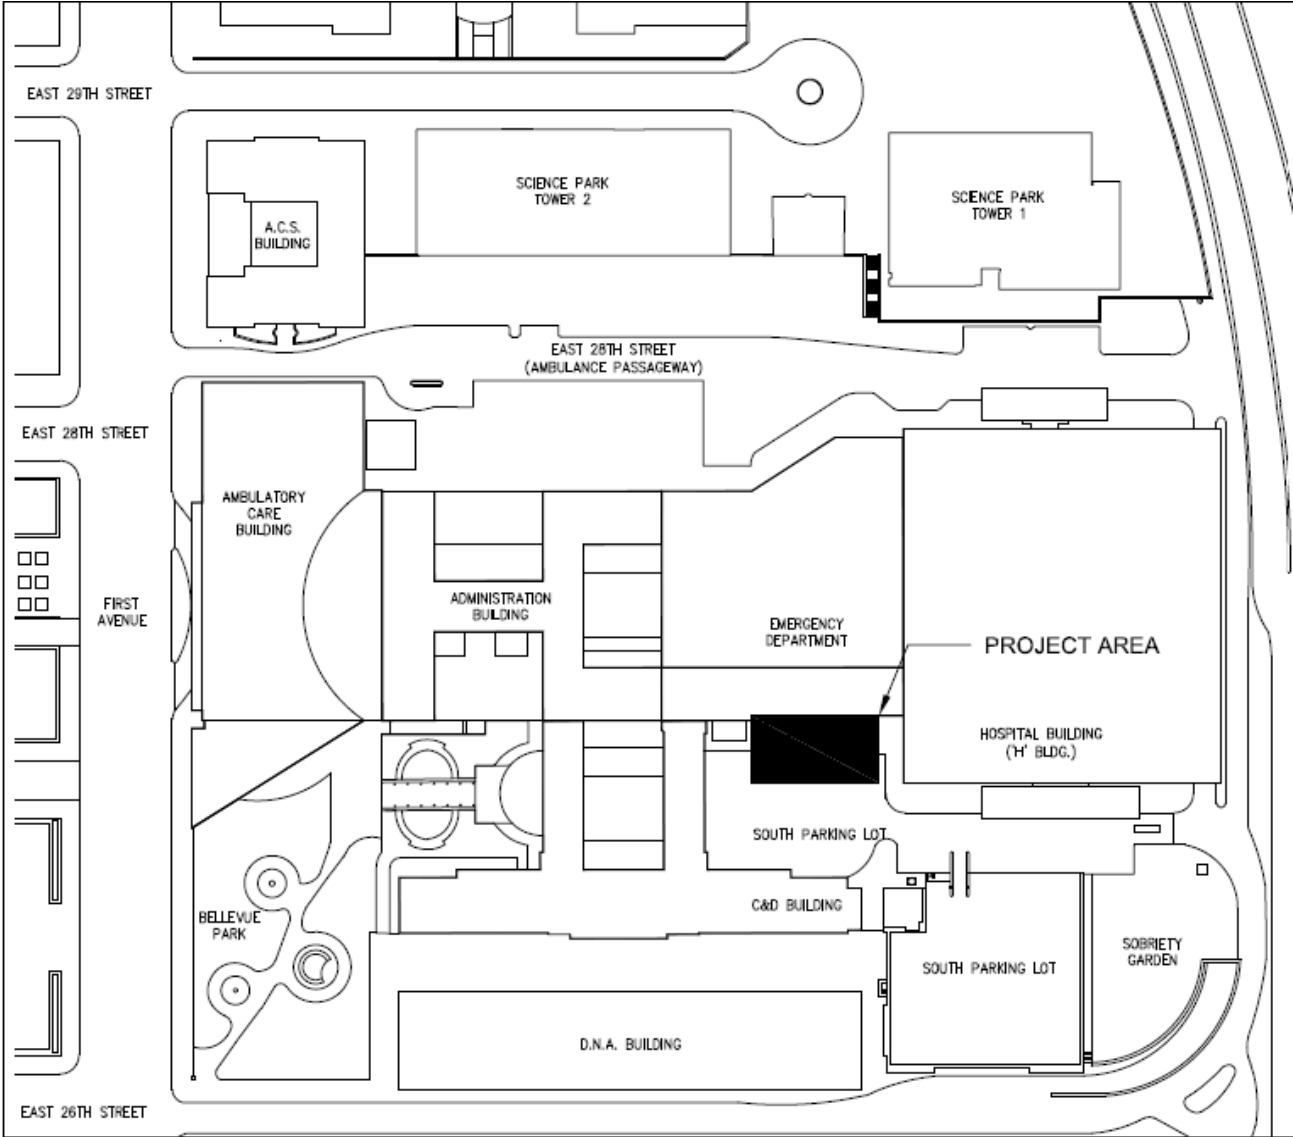 EAST 29TH STREET
SCIENCE PARK
TOWER 2
SCIENCE PARK
TOWER 1
A.C.S.
BUILDING
EAST 28TH STREET
(AMBULANCE PASSAGEWAY)
EAST 28TH STREET
AMBULATORY
CARE
BUILDING
FIRST
AVENUE
ADMINISTRATION
BUILDING
EMERGENCY
DEPARTMENT
PROJECT AREA
HOSPITAL BUILDING
('H' BLDG.)
SOUTH PARKING LOT
C&D BUILDING
BELLEVUE
PARK
SOBRIETY
GARDEN
SOUTH PARKING LOT
D.N.A. BUILDING
EAST 26TH STREET